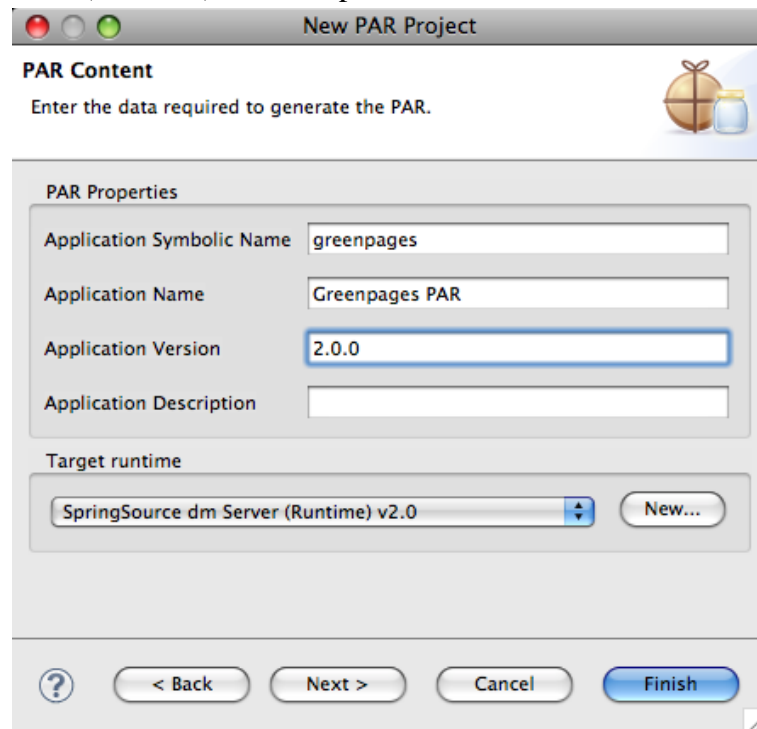 New PAR Project
PAR Content
Enter the data required to generate the PAR.
PAR Properties
Application Symbolic Name greenpages
Application Name Greenpages PAR
Application Version 2.0.0
Application Description
Target runtime
SpringSource dm Server (Runtime) v2.0 New...
? < Back Next > Cancel Finish